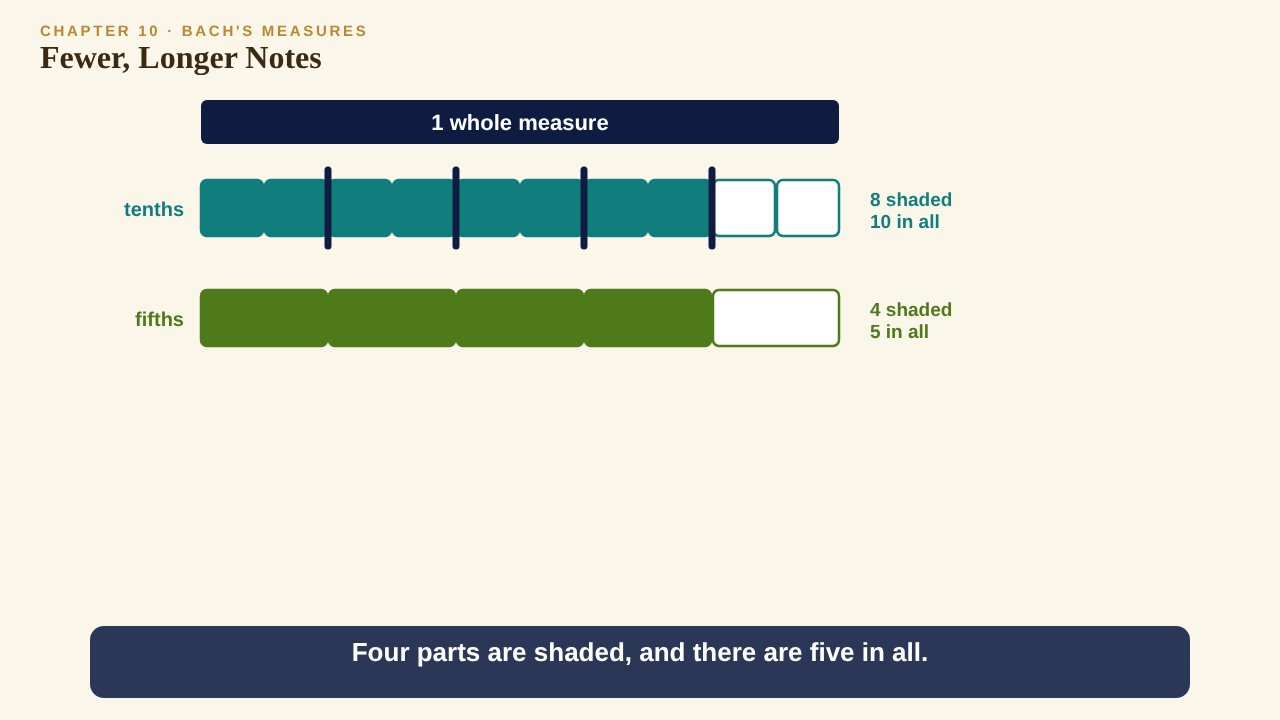 CHAPTER 10 · BACH'S MEASURES
Fewer, Longer Notes
1 whole measure
tenths
8 shaded
10 in all
fifths
4 shaded
5 in all
Four parts are shaded, and there are five in all.